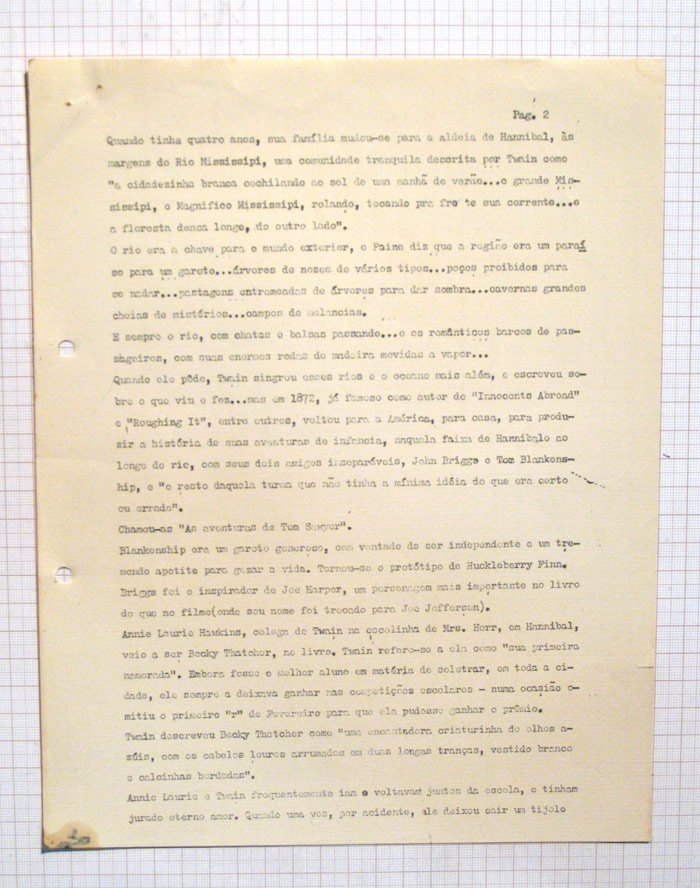 Pag. 2
Quando tinha quatro anos, sua família mudou-se para a aldeia de Hannibal, às
margens do Rio Mississipi, uma comunidade tranquila descrita por Twain como
"a cidadezinha branca cochilando ao sol de uma manhã de verão...o grande Mis-
sissipi, o Magnífico Mississipi, rolando, tocando pra fre te sua corrente...e
a floresta densa longe, do outro lado".
O rio era a chave para o mundo exterior, e Paine diz que a região era um paraí
so para um garoto...árvores de nozes de vários tipos...poços proibidos para
se nadar...pastagens entremeadas de árvores para dar sombra...cavernas grandes
cheias de mistérios...campos de melancias.
E sempre o rio, com chatas e balsas passando...e os românticos barcos de pas-
sageiros, com suas enormes rodas de madeira movidas a vapor...
Quando ele pôde, Twain singrou esses rios e o oceano mais além, e escreveu so-
bre o que viu e fez...mas em 1872, já famoso como autor de "Innocents Abroad"
e "Roughing It", entre outros, voltou para a América, para casa, para produ-
zir a história de suas aventuras de infancia, naquela faixa de Hannibalo ao
longo do rio, com seus dois amigos inseparáveis, John Briggs e Tom Blankens-
hip, e "o resto daquela turma que não tinha a mínima idéia do que era certo
ou errado".
Chamou-as "As aventuras de Tom Sawyer".
Blankenship era um garoto generoso, com vontade de ser independente e um tre-
mendo apetite para gozar a vida. Tornou-se o protótipo de Huckleberry Finn.
Briggs foi o inspirador de Joe Harper, um personagem mais importante no livro
do que no filme(onde seu nome foi trocado para Joe Jefferson).
Annie Laurie Hawkins, colega de Twain na escolinha de Mrs. Horr, em Hannibal,
veio a ser Becky Thatcher, no livro. Twain refere-se a ela como "sua primeira
namorada". Embora fosse o melhor aluno em matéria de soletrar, em toda a ci-
dade, ele sempre a deixava ganhar nas competições escolares - numa ocasião o-
mitiu o primeiro "r" de Fevereiro para que ela pudesse ganhar o prêmio.
Twain descreveu Becky Thatcher como "uma encantadora criaturinha de olhos a-
zúis, com os cabelos louros arrumados em duas longas tranças, vestido branco
e calcinhas bordadas".
Annie Laurie e Twain frequentemente iam e voltavam juntos da escola, e tinham
jurado eterno amor. Quando uma vez, por acidente, ele deixou cair um tijolo